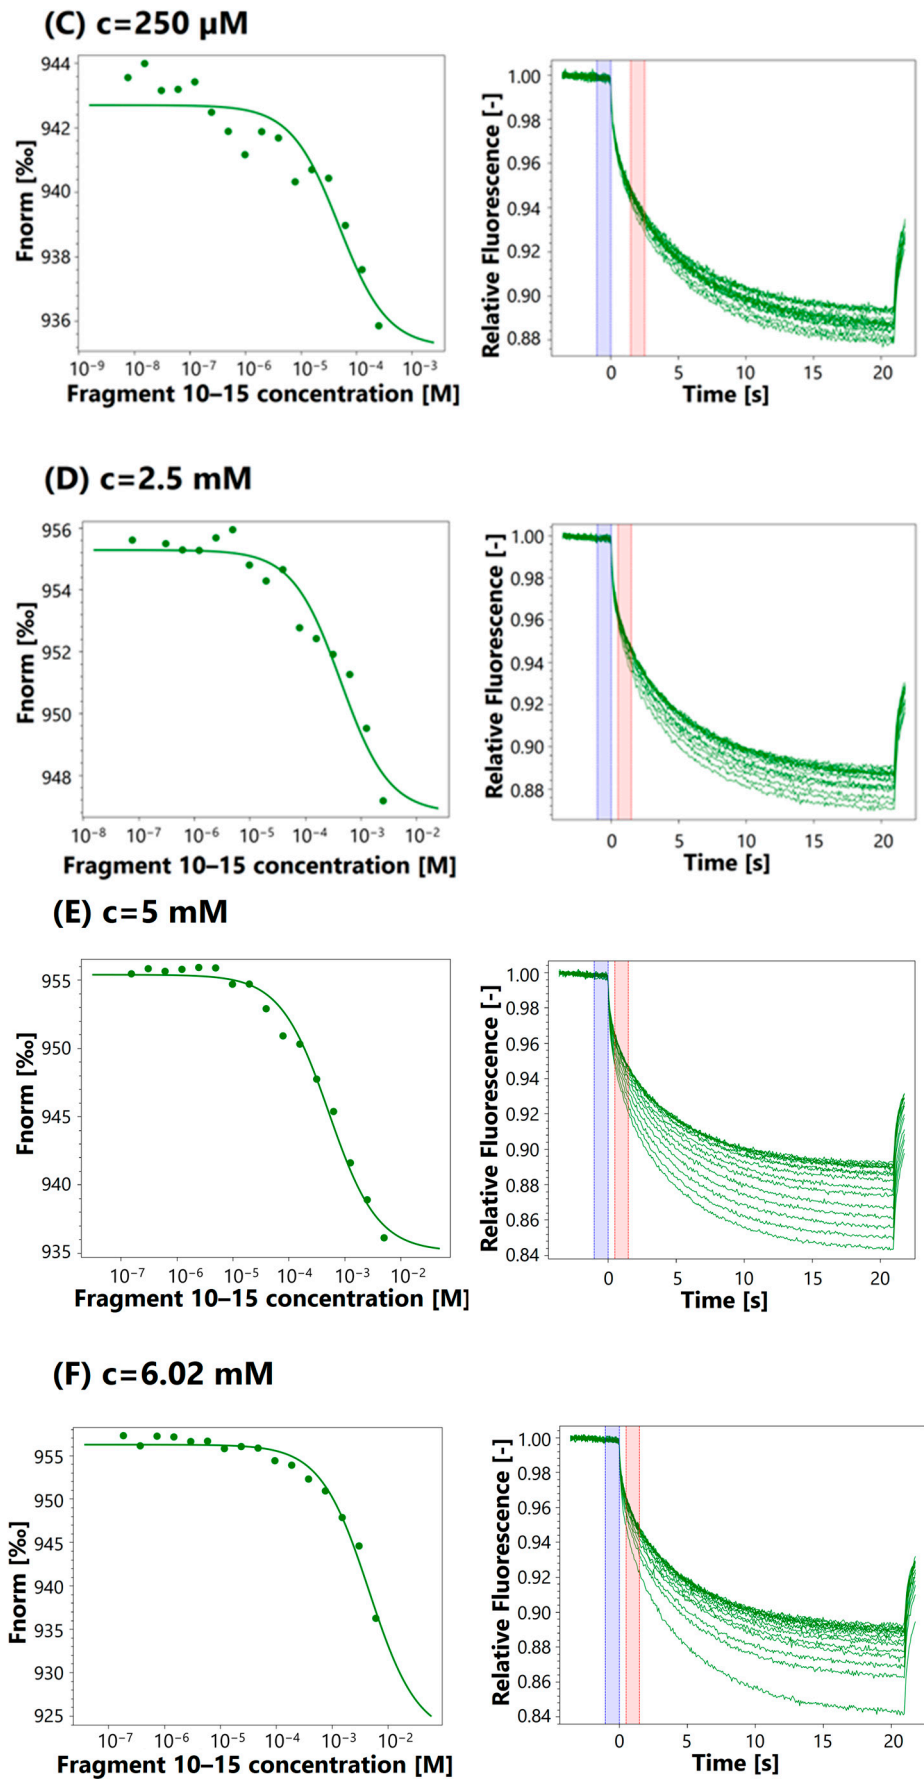 (C) c=250 µM
944
942
940
938
936
Fnorm [‰]
10⁻⁹ 10⁻⁸ 10⁻⁷ 10⁻⁶ 10⁻⁵ 10⁻⁴ 10⁻³
Fragment 10–15 concentration [M]
1.00
0.98
0.96
0.94
0.92
0.90
0.88
Relative Fluorescence [-]
0 5 10 15 20
Time [s]
(D) c=2.5 mM
956
954
952
950
948
Fnorm [‰]
10⁻⁸ 10⁻⁷ 10⁻⁶ 10⁻⁵ 10⁻⁴ 10⁻³ 10⁻²
Fragment 10–15 concentration [M]
1.00
0.98
0.96
0.94
0.92
0.90
0.88
Relative Fluorescence [-]
0 5 10 15 20
Time [s]
(E) c=5 mM
955
950
945
940
935
Fnorm [‰]
10⁻⁷ 10⁻⁶ 10⁻⁵ 10⁻⁴ 10⁻³ 10⁻²
Fragment 10–15 concentration [M]
1.00
0.98
0.96
0.94
0.92
0.90
0.88
0.86
0.84
Relative Fluorescence [-]
0 5 10 15 20
Time [s]
(F) c=6.02 mM
955
950
945
940
935
930
925
Fnorm [‰]
10⁻⁷ 10⁻⁶ 10⁻⁵ 10⁻⁴ 10⁻³ 10⁻²
Fragment 10–15 concentration [M]
1.00
0.98
0.96
0.94
0.92
0.90
0.88
0.86
0.84
Relative Fluorescence [-]
0 5 10 15 20
Time [s]